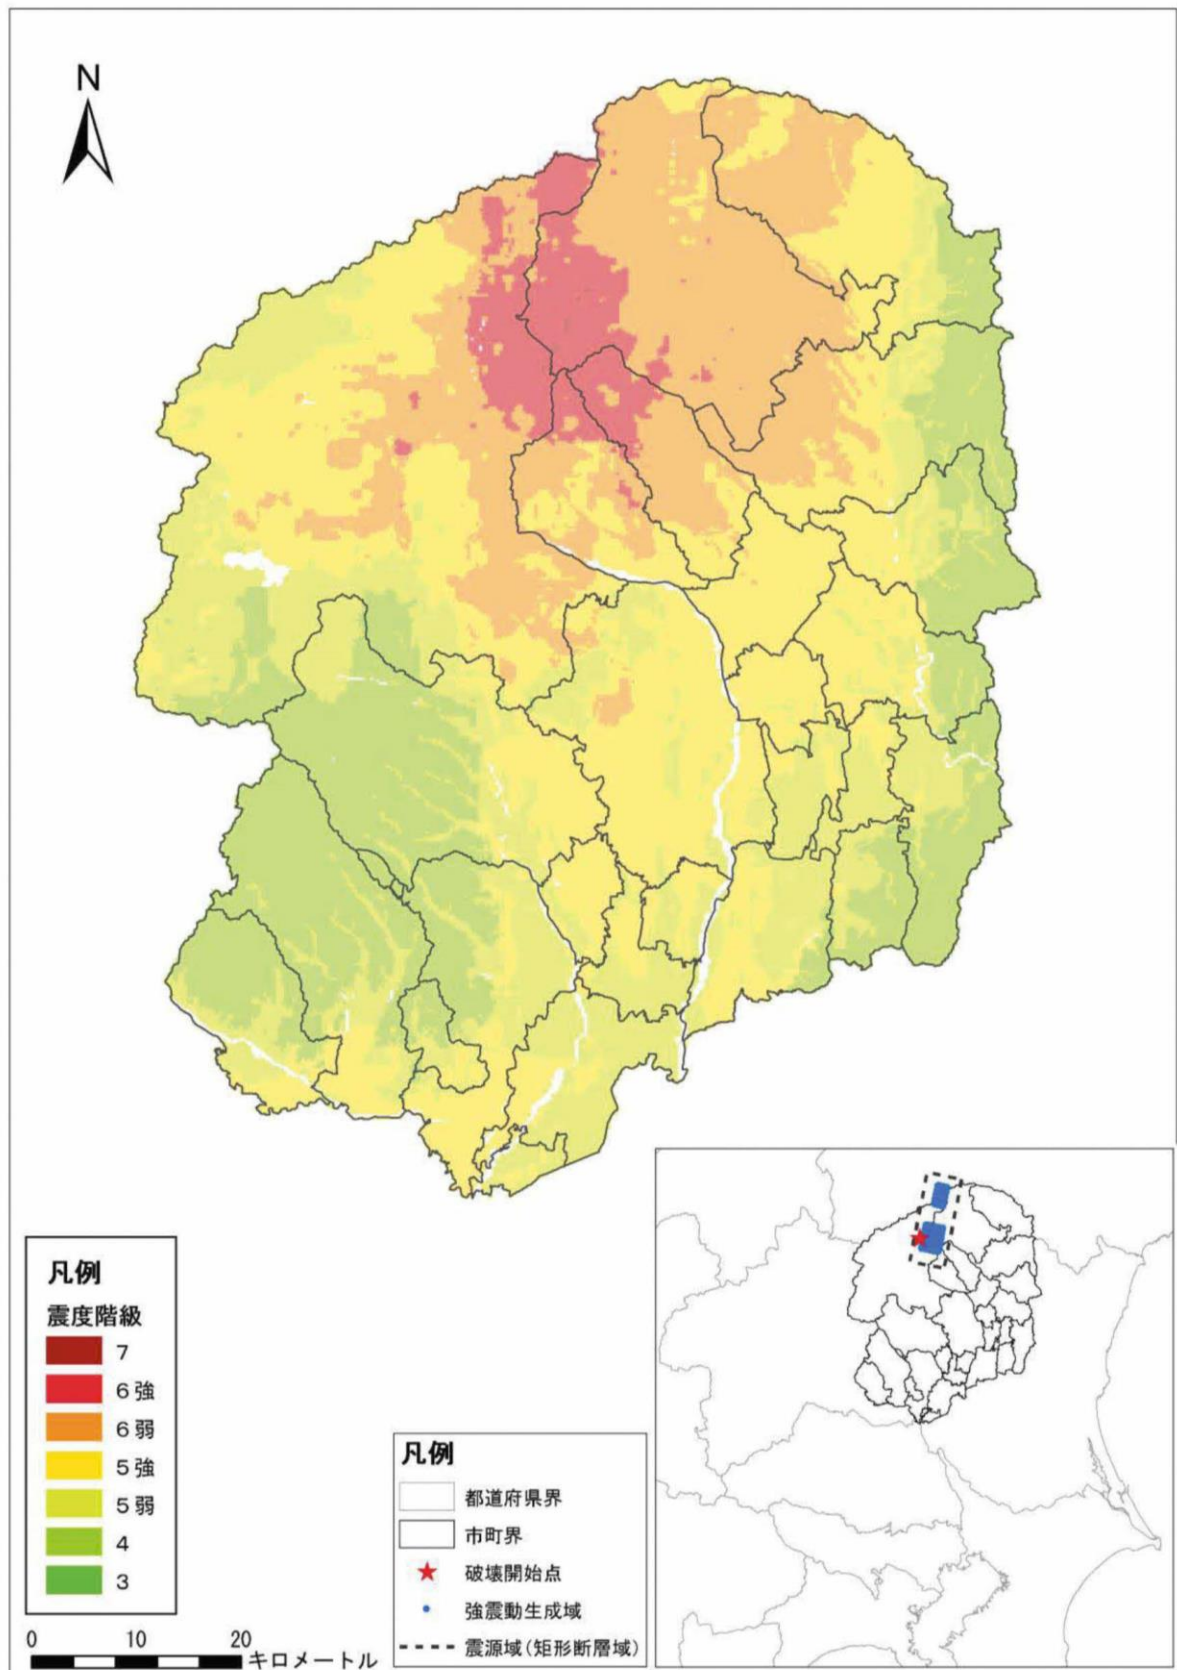 N
凡例
震度階級
7
6強
6弱
5強
5弱
4
3
0 10 20
キロメートル
凡例
都道府県界
市町界
破壊開始点
強震動生成域
震源域(矩形断層域)